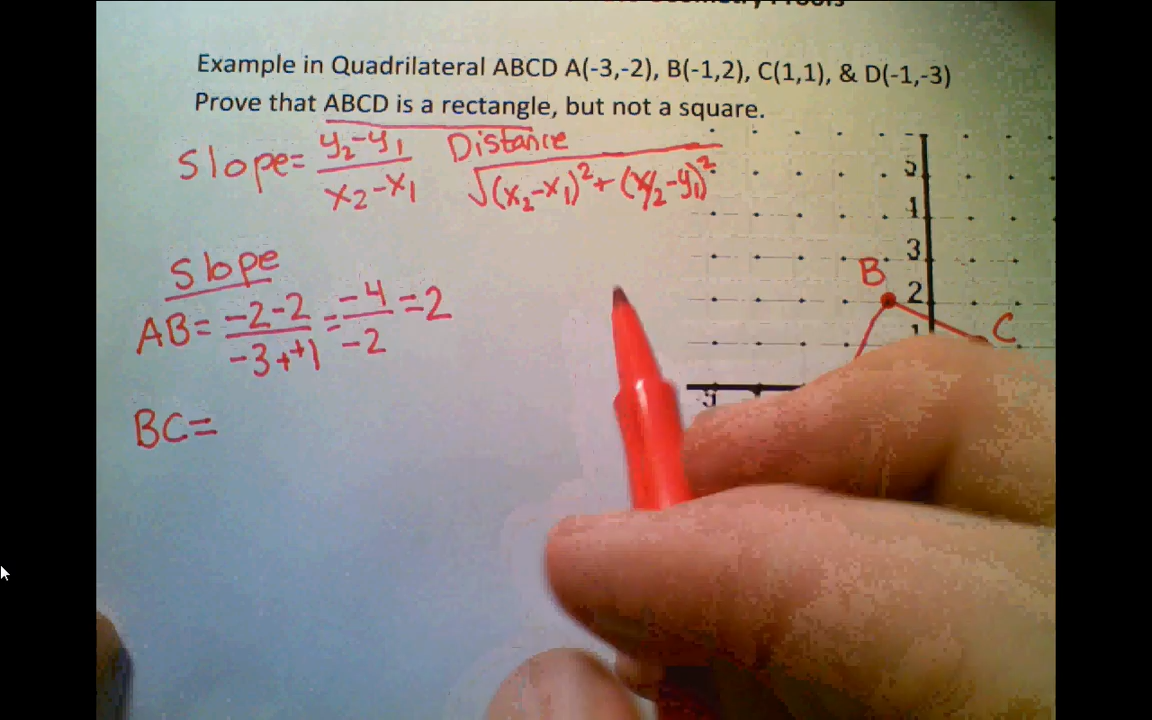 Geometry Proofs
Example in Quadrilateral ABCD A(-3,-2), B(-1,2), C(1,1), & D(-1,-3)
Prove that ABCD is a rectangle, but not a square.
Slope= y₂-y₁ / x₂-x₁
Distance
√(x₂-x₁)²+(y₂-y₁)²
Slope
AB= -2-2 / -3++1 = -4 / -2 =2
BC=
5
4
3
2
1
B
C